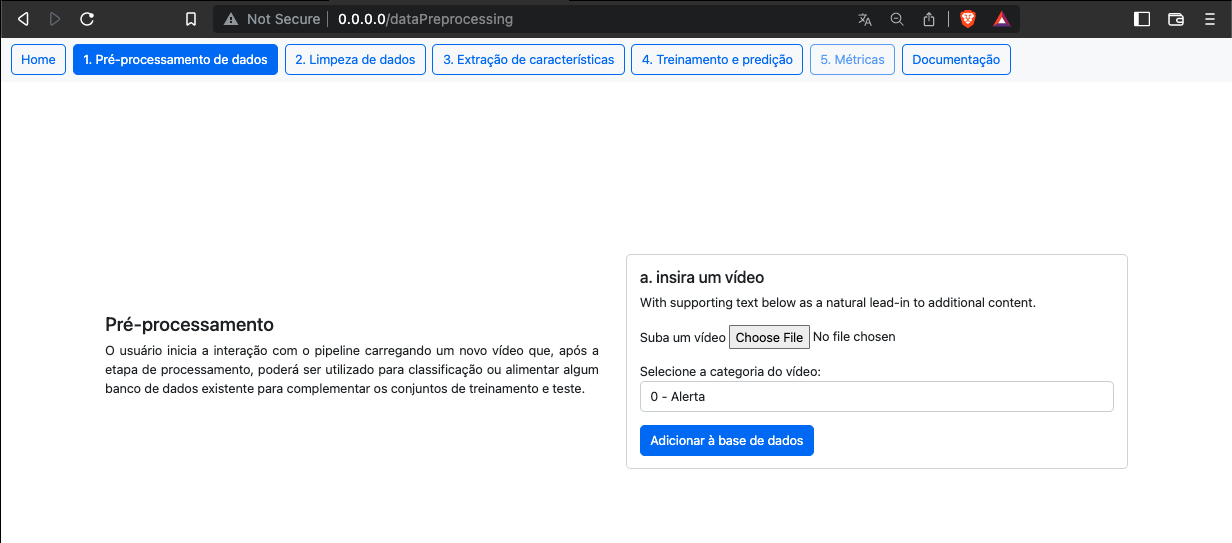 Not Secure 0.0.0.0/dataPreprocessing
Home 1. Pré-processamento de dados 2. Limpeza de dados 3. Extração de características 4. Treinamento e predição 5. Métricas Documentação
Pré-processamento
O usuário inicia a interação com o pipeline carregando um novo vídeo que, após a
etapa de processamento, poderá ser utilizado para classificação ou alimentar algum
banco de dados existente para complementar os conjuntos de treinamento e teste.
a. insira um vídeo
With supporting text below as a natural lead-in to additional content.
Suba um vídeo Choose File No file chosen
Selecione a categoria do vídeo:
0 - Alerta
Adicionar à base de dados